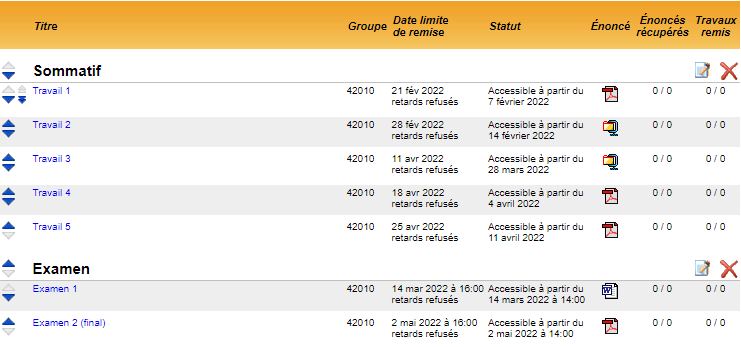 Titre Groupe Date limite de remise Statut Énoncé Énoncés récupérés Travaux remis
Sommatif
Travail 1 42010 21 fév 2022 Accessible à partir du 0 / 0 0 / 0
retards refusés 7 février 2022
Travail 2 42010 28 fév 2022 Accessible à partir du 0 / 0 0 / 0
retards refusés 14 février 2022
Travail 3 42010 11 avr 2022 Accessible à partir du 0 / 0 0 / 0
retards refusés 28 mars 2022
Travail 4 42010 18 avr 2022 Accessible à partir du 0 / 0 0 / 0
retards refusés 4 avril 2022
Travail 5 42010 25 avr 2022 Accessible à partir du 0 / 0 0 / 0
retards refusés 11 avril 2022
Examen
Examen 1 42010 14 mar 2022 à 16:00 Accessible à partir du 0 / 0 0 / 0
retards refusés 14 mars 2022 à 14:00
Examen 2 (final) 42010 2 mai 2022 à 16:00 Accessible à partir du 0 / 0 0 / 0
retards refusés 2 mai 2022 à 14:00